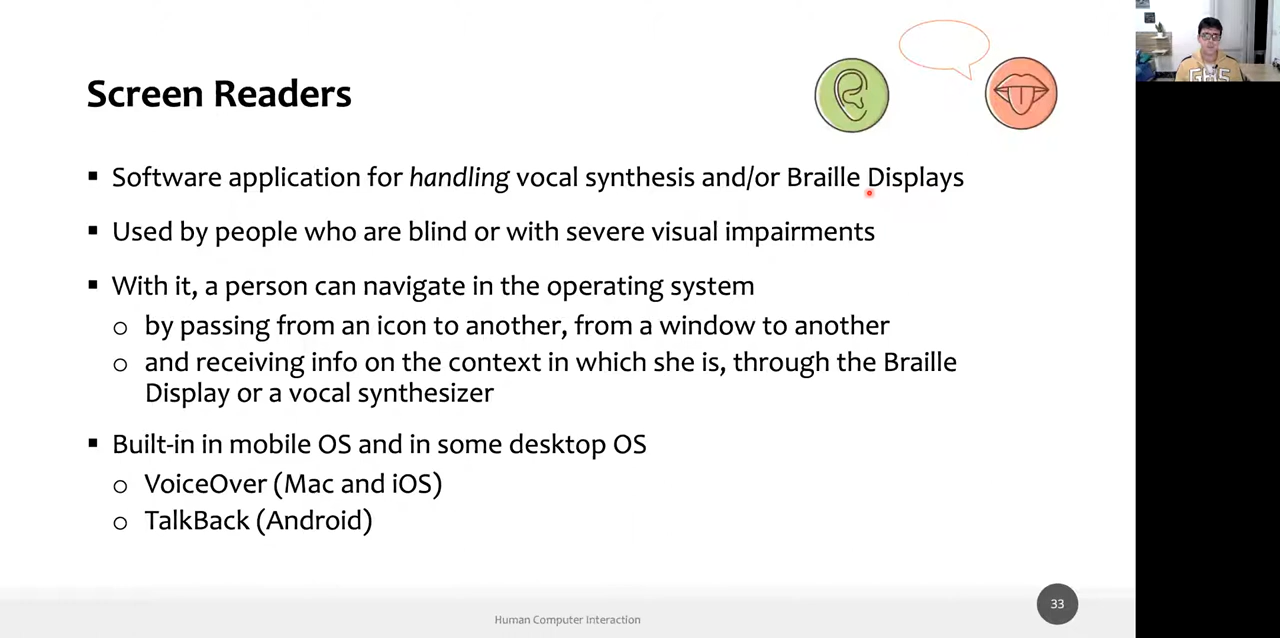 Screen Readers
▪ Software application for handling vocal synthesis and/or Braille Displays
▪ Used by people who are blind or with severe visual impairments
▪ With it, a person can navigate in the operating system
o by passing from an icon to another, from a window to another
o and receiving info on the context in which she is, through the Braille
Display or a vocal synthesizer
▪ Built-in in mobile OS and in some desktop OS
o VoiceOver (Mac and iOS)
o TalkBack (Android)
Human Computer Interaction
33